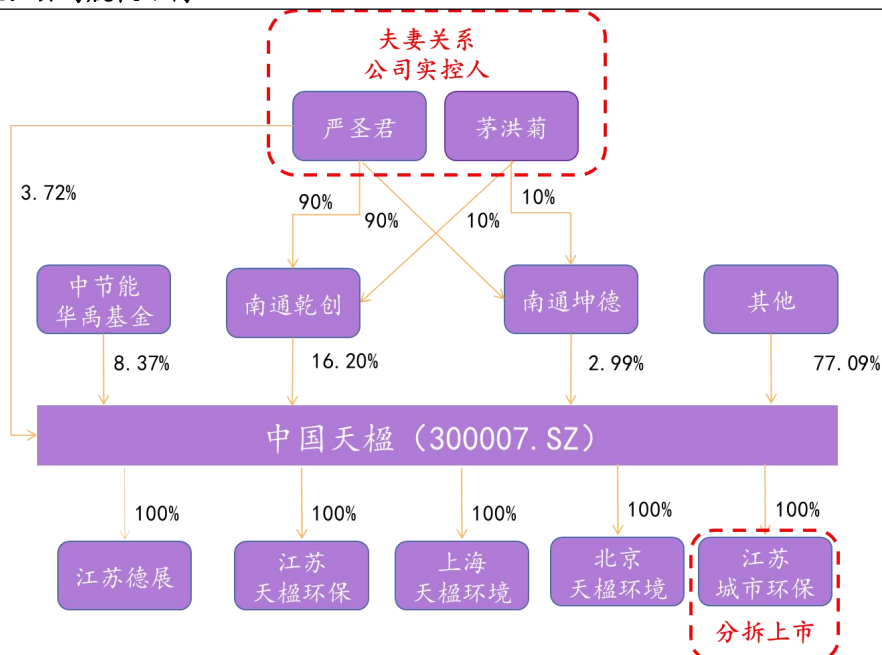 夫妻关系
公司实控人
严圣君
茅洪菊
3.72%
90%
90%
10%
10%
中节能
华禹基金
南通乾创
南通坤德
其他
8.37%
16.20%
2.99%
77.09%
中国天楹（300007.SZ）
100%
100%
100%
100%
100%
江苏德展
江苏
天楹环保
上海
天楹环境
北京
天楹环境
江苏
城市环保
分拆上市